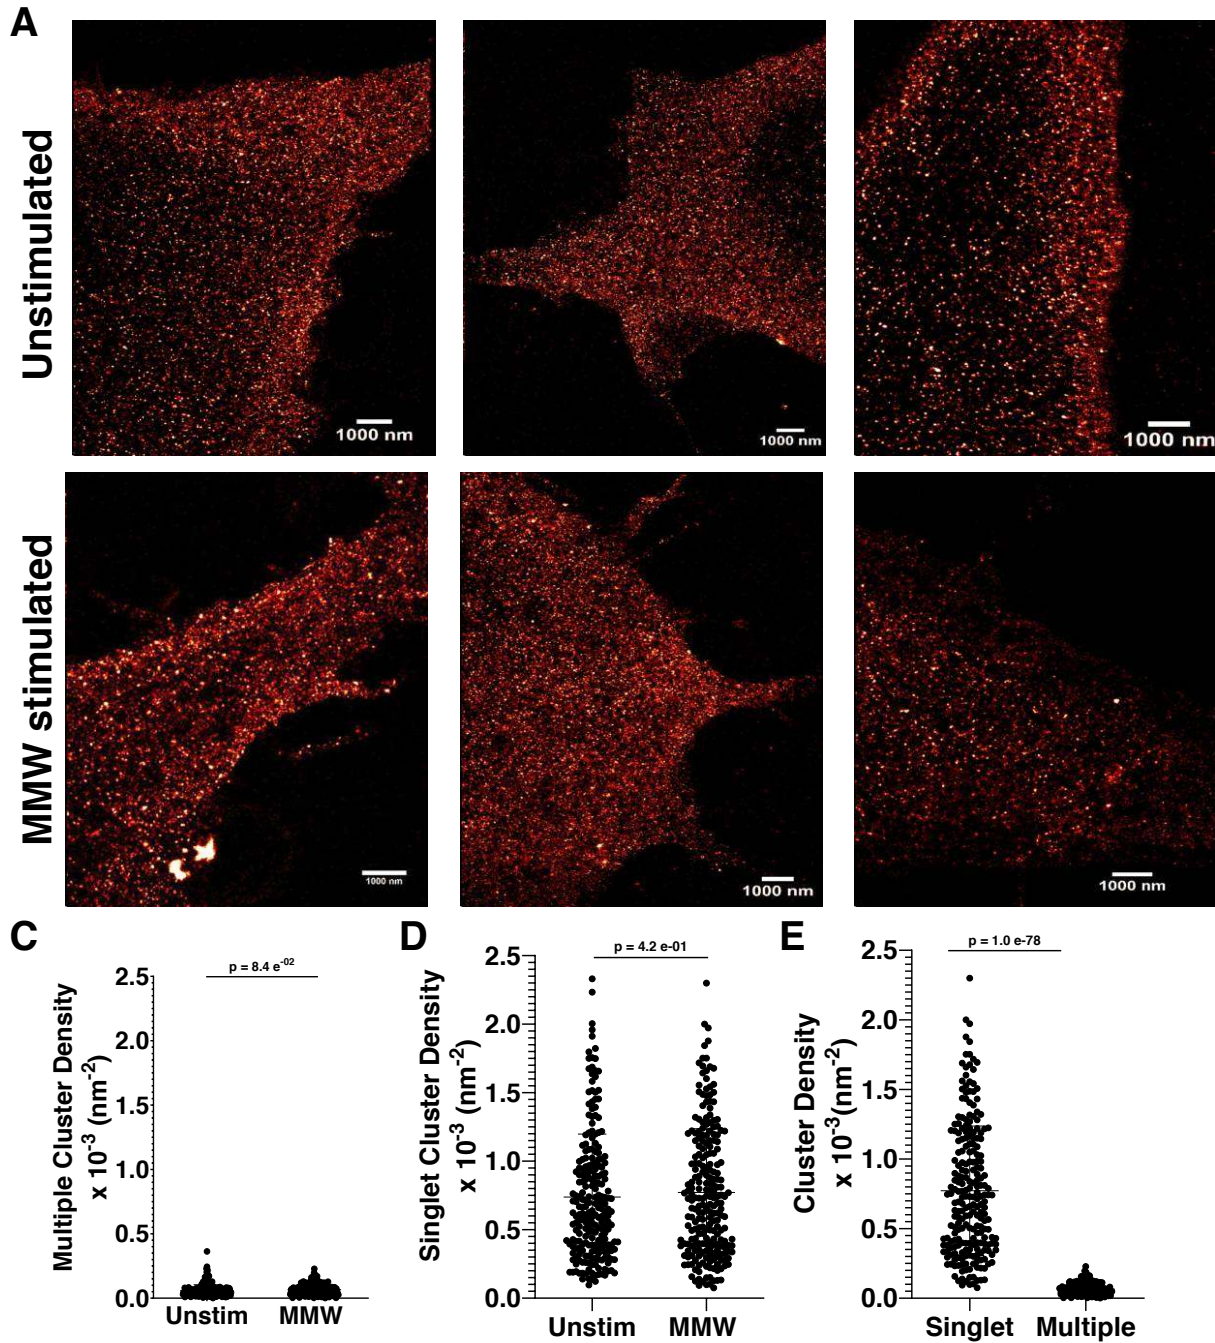 A
Unstimulated
1000 nm
1000 nm
1000 nm
MMW stimulated
1000 nm
1000 nm
1000 nm
C
p = 8.4 e-02
Multiple Cluster Density
x 10-3 (nm-2)
2.5
2.0
1.5
1.0
0.5
0.0
Unstim MMW
D
p = 4.2 e-01
Singlet Cluster Density
x 10-3 (nm-2)
2.5
2.0
1.5
1.0
0.5
0.0
Unstim MMW
E
p = 1.0 e-78
Cluster Density
x 10-3(nm-2)
2.5
2.0
1.5
1.0
0.5
0.0
Singlet Multiple